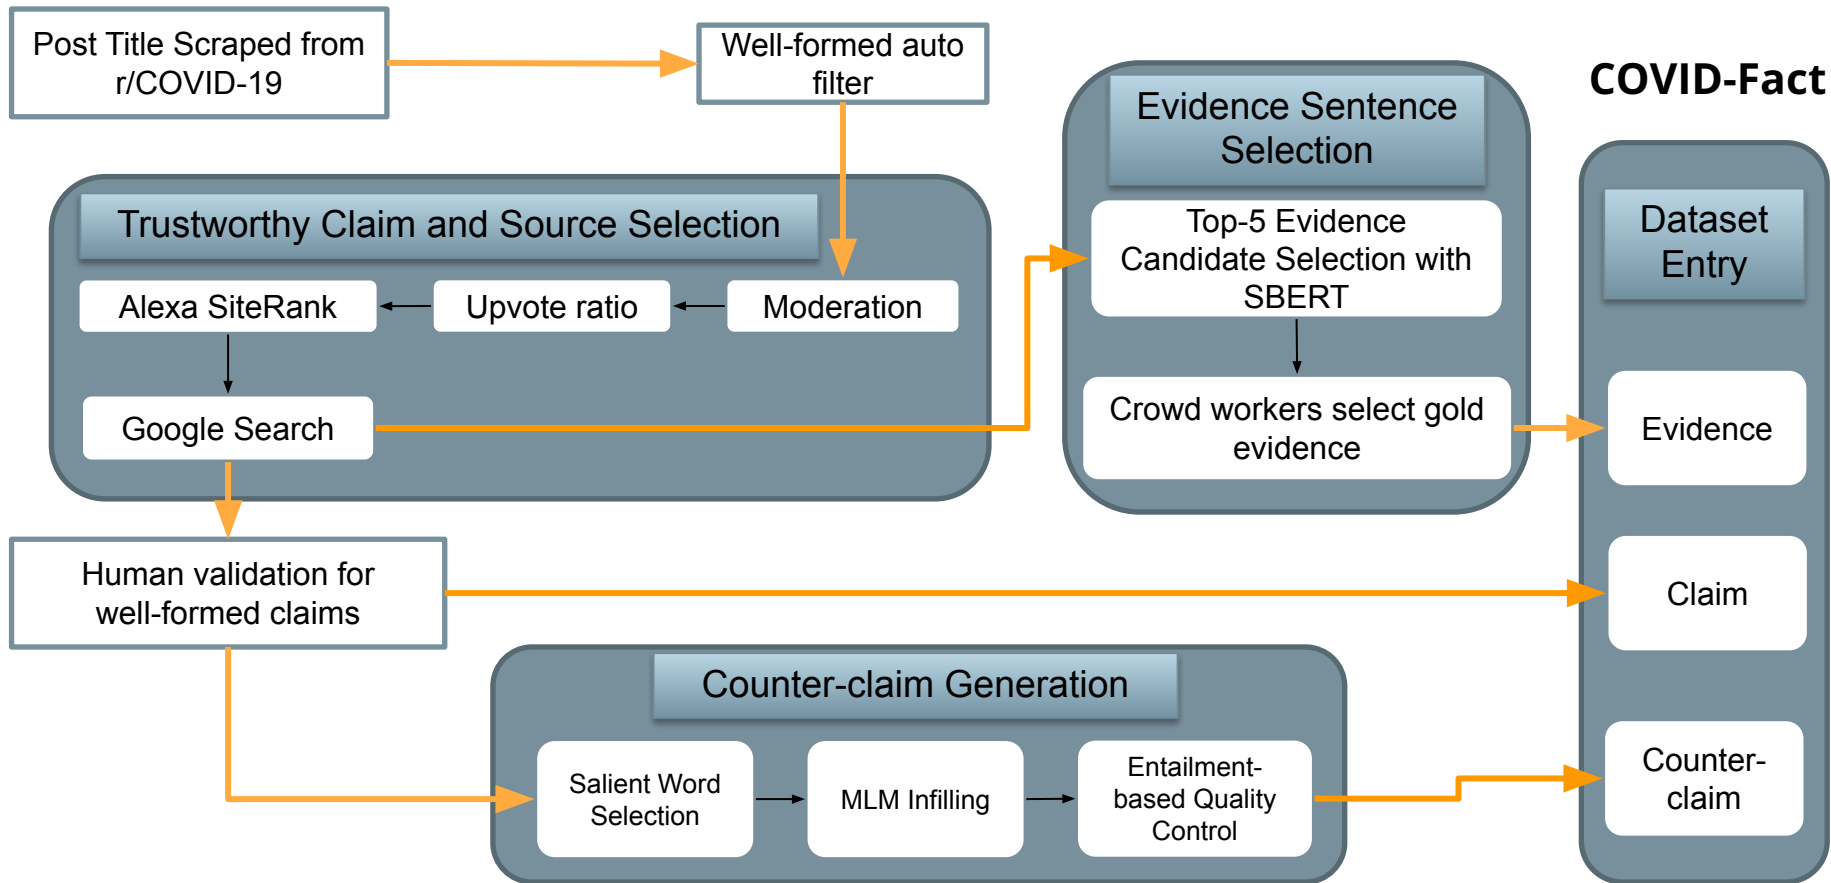 Post Title Scraped from
r/COVID-19
Well-formed auto
filter
COVID-Fact
Trustworthy Claim and Source Selection
Moderation
Upvote ratio
Alexa SiteRank
Google Search
Evidence Sentence
Selection
Top-5 Evidence
Candidate Selection with
SBERT
Crowd workers select gold
evidence
Human validation for
well-formed claims
Counter-claim Generation
Salient Word
Selection
MLM Infilling
Entailment-
based Quality
Control
Dataset
Entry
Evidence
Claim
Counter-
claim